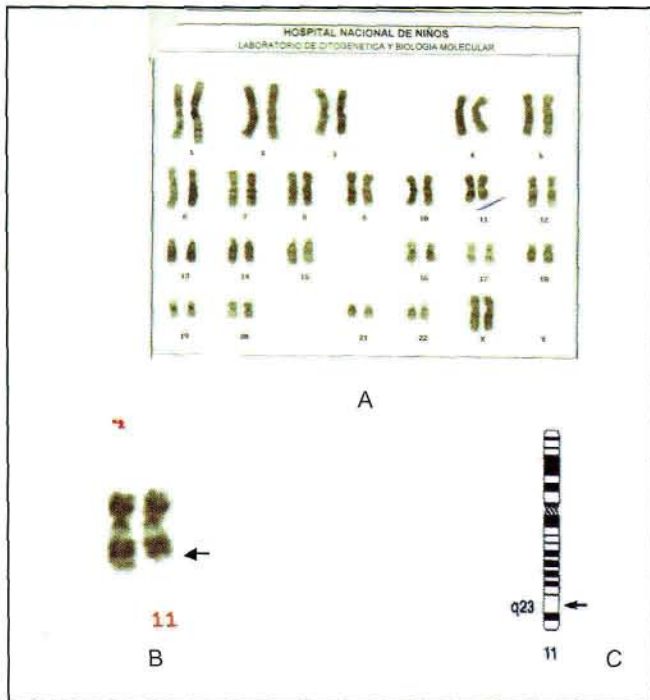 HOSPITAL NACIONAL DE NIÑOS
LABORATORIO DE CITOGENETICA Y BIOLOGIA MOLECULAR
1 2 3 4 5
6 7 8 9 10 11 12
13 14 15 16 17 18
19 20 21 22 X Y
A
11
B
q23
11
C